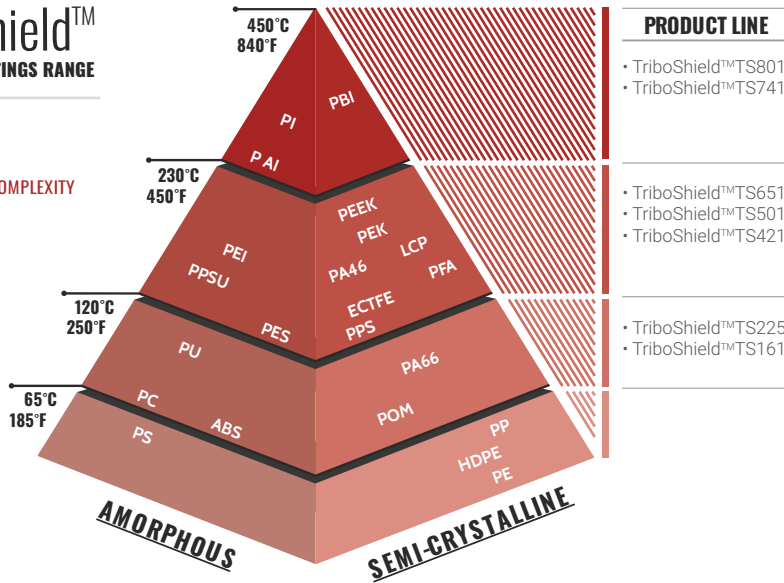 hield™
TINGS RANGE
OMPLEXITY
450°C
840°F
230°C
450°F
120°C
250°F
65°C
185°F
PI
PBI
P AI
PEEK
PEK
LCP
PEI
PA46
PFA
PPSU
ECTFE
PES
PPS
PU
PA66
PC
POM
ABS
PS
PP
HDPE
PE
AMORPHOUS
SEMI-CRYSTALLINE
PRODUCT LINE
• TriboShield™TS801
• TriboShield™TS741
• TriboShield™TS651
• TriboShield™TS501
• TriboShield™TS421
• TriboShield™TS225
• TriboShield™TS161